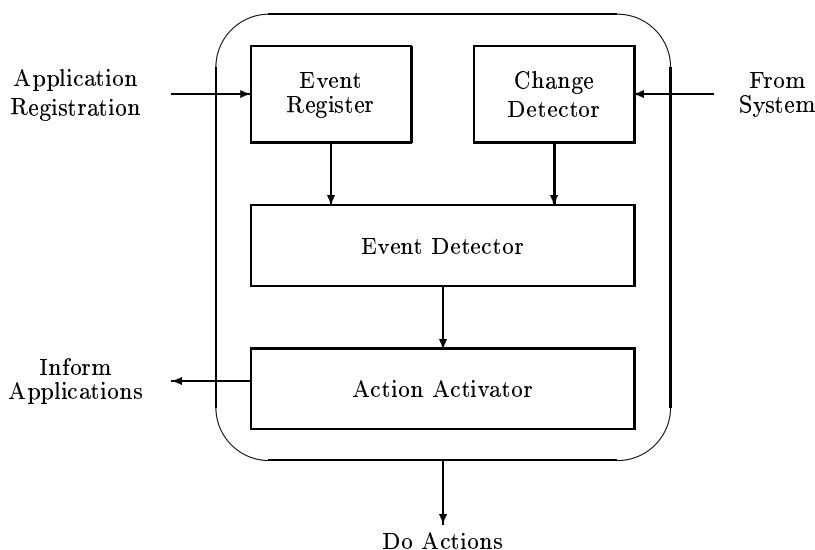 Application
Registration
Event
Register
Change
Detector
From
System
Event Detector
Inform
Applications
Action Activator
Do Actions